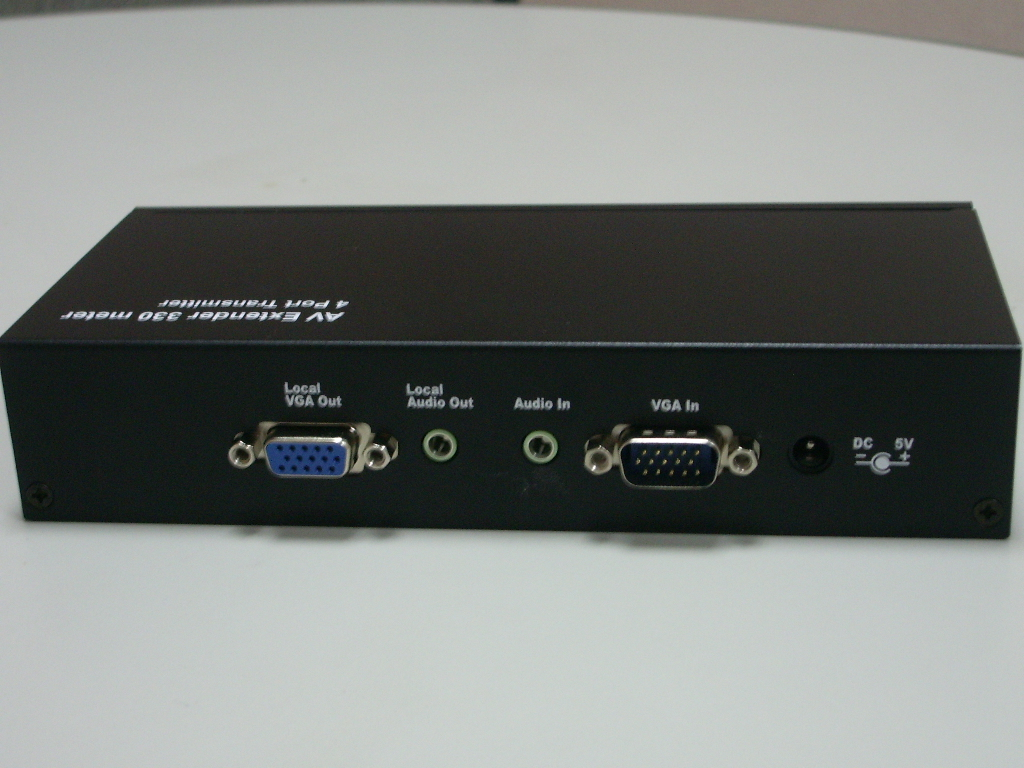 AV Extender 330 meter
4 Port Transmitter
Local
VGA Out
Local
Audio Out
Audio In
VGA In
DC 5V
− +